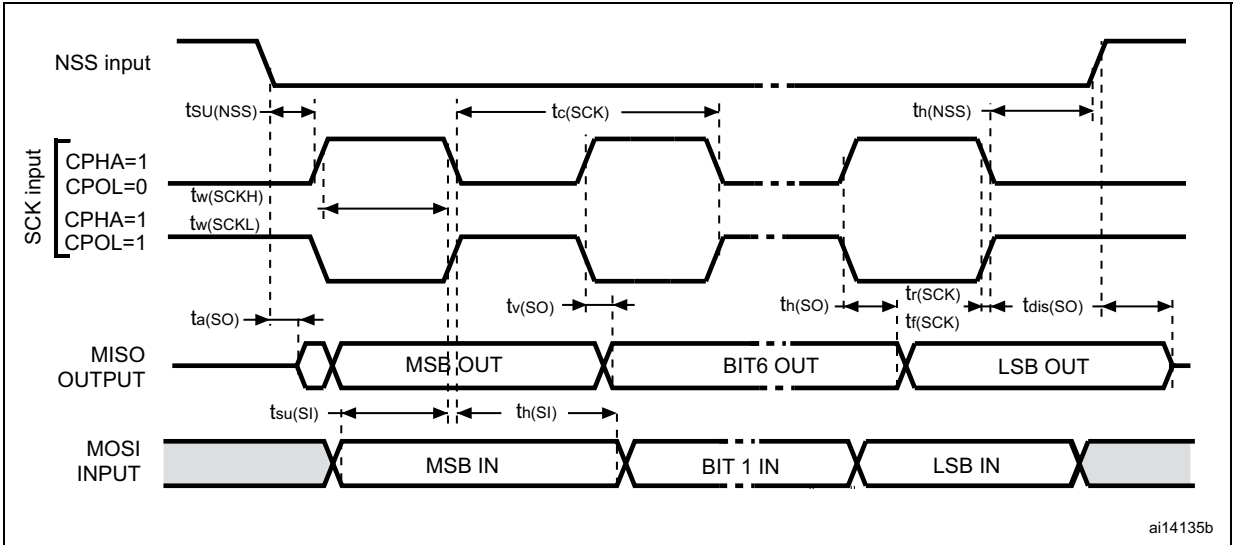 NSS input
tSU(NSS)
tc(SCK)
th(NSS)
SCK input
CPHA=1
CPOL=0
tw(SCKH)
CPHA=1
tw(SCKL)
CPOL=1
ta(SO)
tv(SO)
th(SO)
tr(SCK)
tf(SCK)
tdis(SO)
MISO
OUTPUT
MSB OUT
BIT6 OUT
LSB OUT
tsu(SI)
th(SI)
MOSI
INPUT
MSB IN
BIT 1 IN
LSB IN
ai14135b